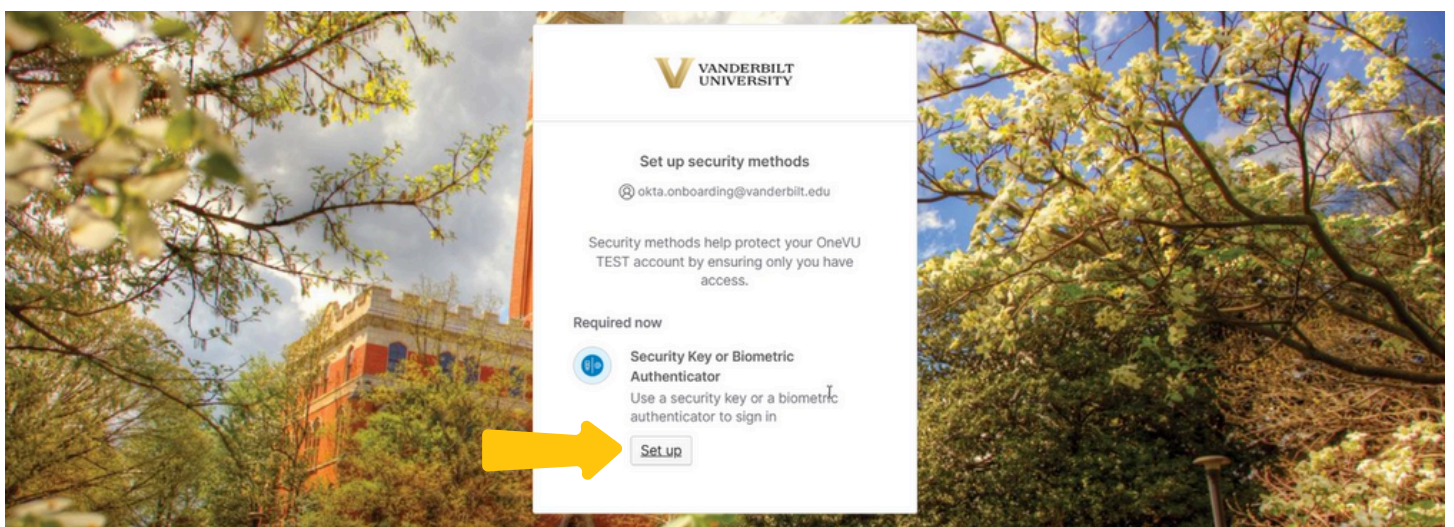 VANDERBILT
UNIVERSITY
Set up security methods
okta.onboarding@vanderbilt.edu
Security methods help protect your OneVU
TEST account by ensuring only you have
access.
Required now
Security Key or Biometric
Authenticator
Use a security key or a biometric
authenticator to sign in
Set up